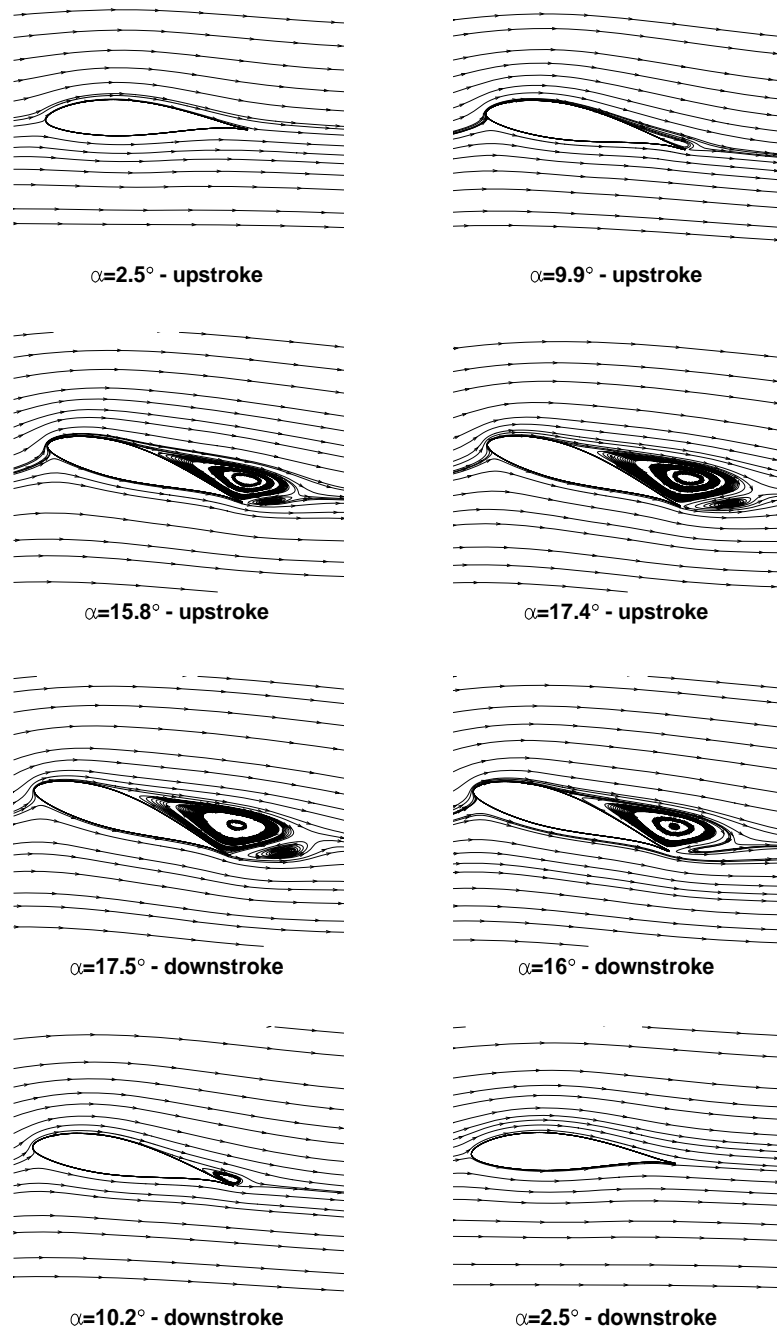 α=2.5° - upstroke
α=9.9° - upstroke
α=15.8° - upstroke
α=17.4° - upstroke
α=17.5° - downstroke
α=16° - downstroke
α=10.2° - downstroke
α=2.5° - downstroke